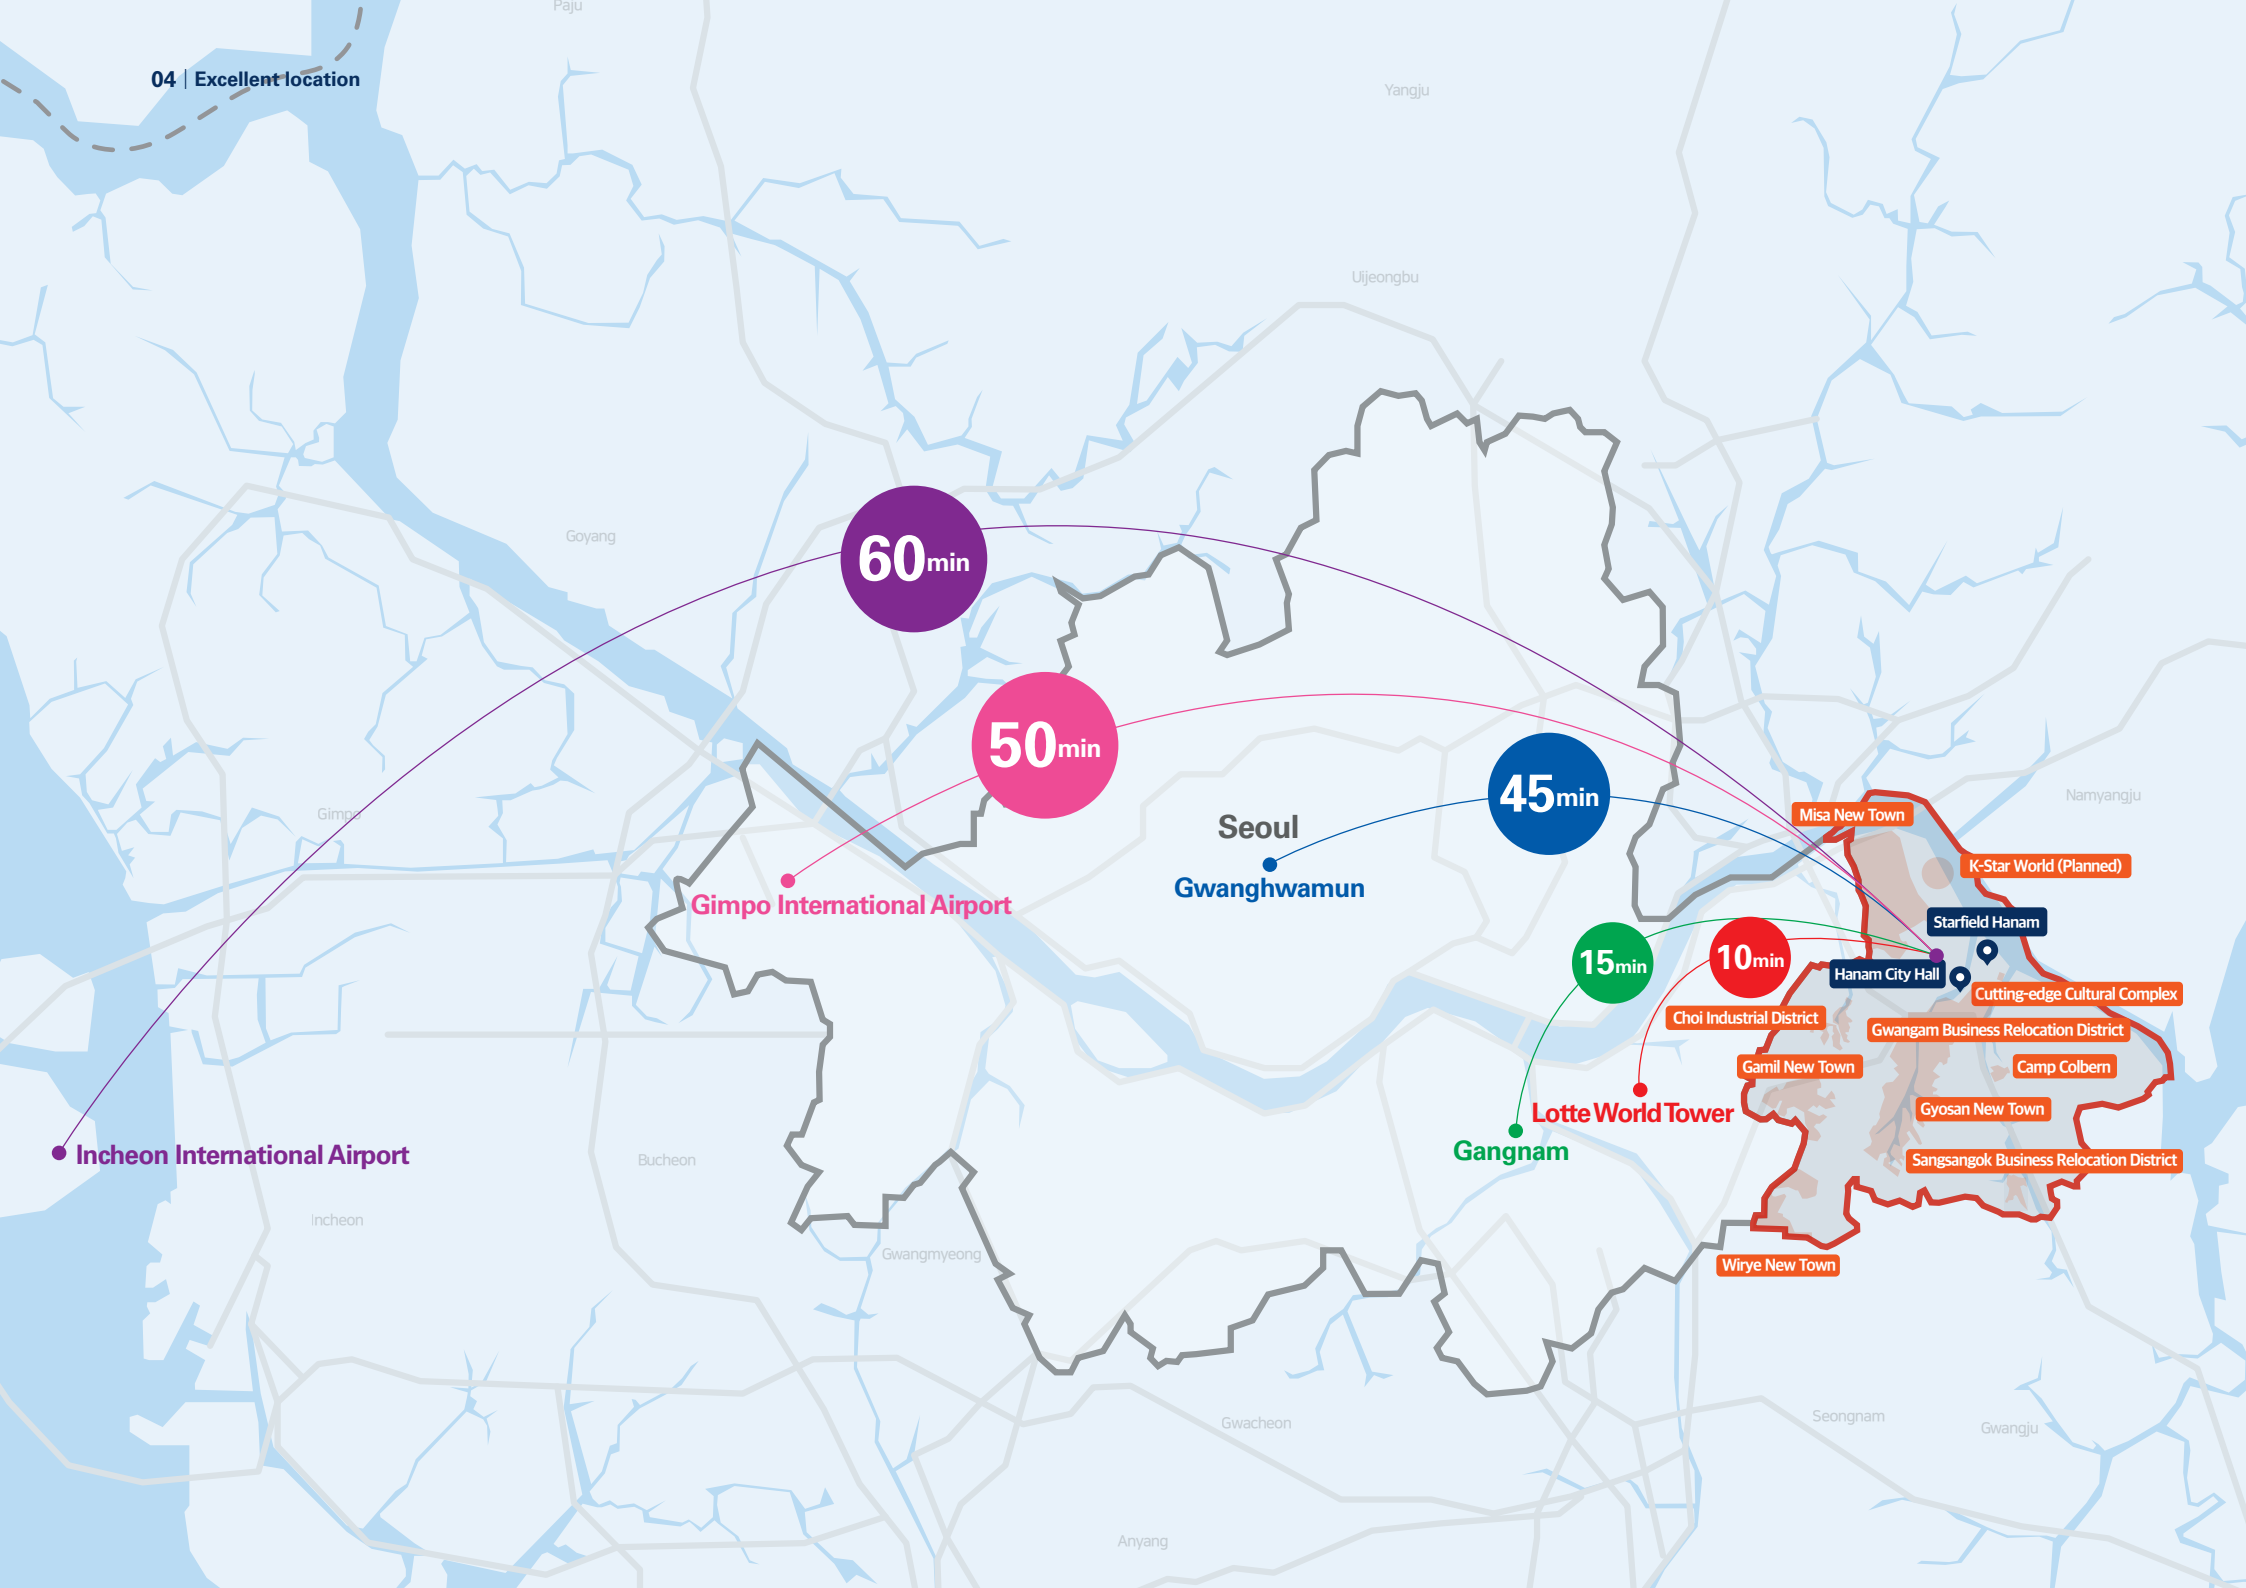 Paju
04 | Excellent location
Yangju
Uijeongbu
Goyang
60min
50min
45min
Seoul
Gwanghwamun
Gimpo
Gimpo International Airport
Misa New Town
Namyangju
K-Star World (Planned)
Starfield Hanam
15min
10min
Hanam City Hall
Cutting-edge Cultural Complex
Choi Industrial District
Gwangam Business Relocation District
Gamil New Town
Camp Colbern
Lotte World Tower
Gyosan New Town
Gangnam
Incheon International Airport
Bucheon
Sangsangok Business Relocation District
Incheon
Gwangmyeong
Wirye New Town
Gwacheon
Seongnam
Gwangju
Anyang